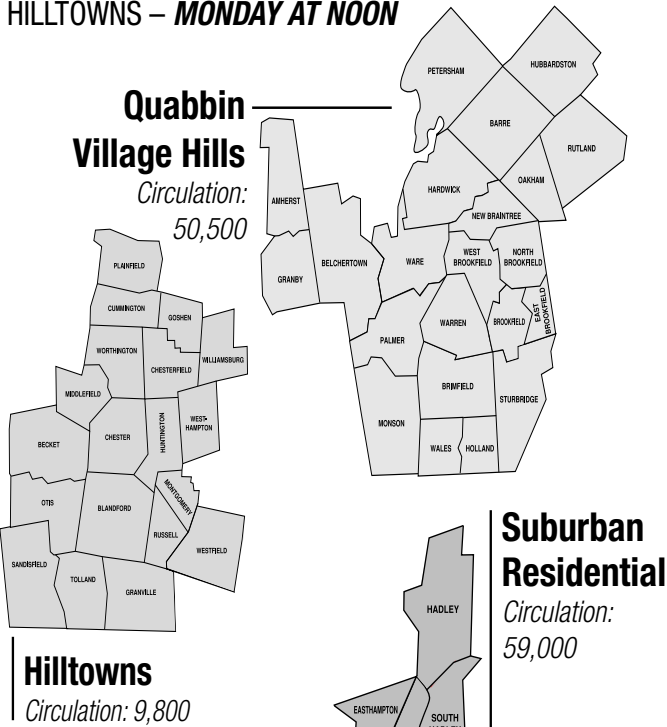 HILLTOWNS – MONDAY AT NOON
Quabbin
Village Hills
Circulation:
50,500
PETERSHAM
HUBBARDSTON
BARRE
RUTLAND
OAKHAM
HARDWICK
NEW BRAINTREE
AMHERST
BELCHERTOWN
GRANBY
WARE
WEST
BROOKFIELD
NORTH
BROOKFIELD
EAST
BROOKFIELD
BROOKFIELD
WARREN
PALMER
BRIMFIELD
STURBRIDGE
MONSON
WALES
HOLLAND
PLAINFIELD
CUMMINGTON
GOSHEN
WORTHINGTON
CHESTERFIELD
WILLIAMSBURG
MIDDLEFIELD
WEST-
HAMPTON
HUNTINGTON
CHESTER
BECKET
MONTGOMERY
OTIS
BLANDFORD
RUSSELL
WESTFIELD
SANDISFIELD
TOLLAND
GRANVILLE
Hilltowns
Circulation: 9,800
Suburban
Residential
Circulation:
59,000
HADLEY
EASTHAMPTON
SOUTH
HADLEY